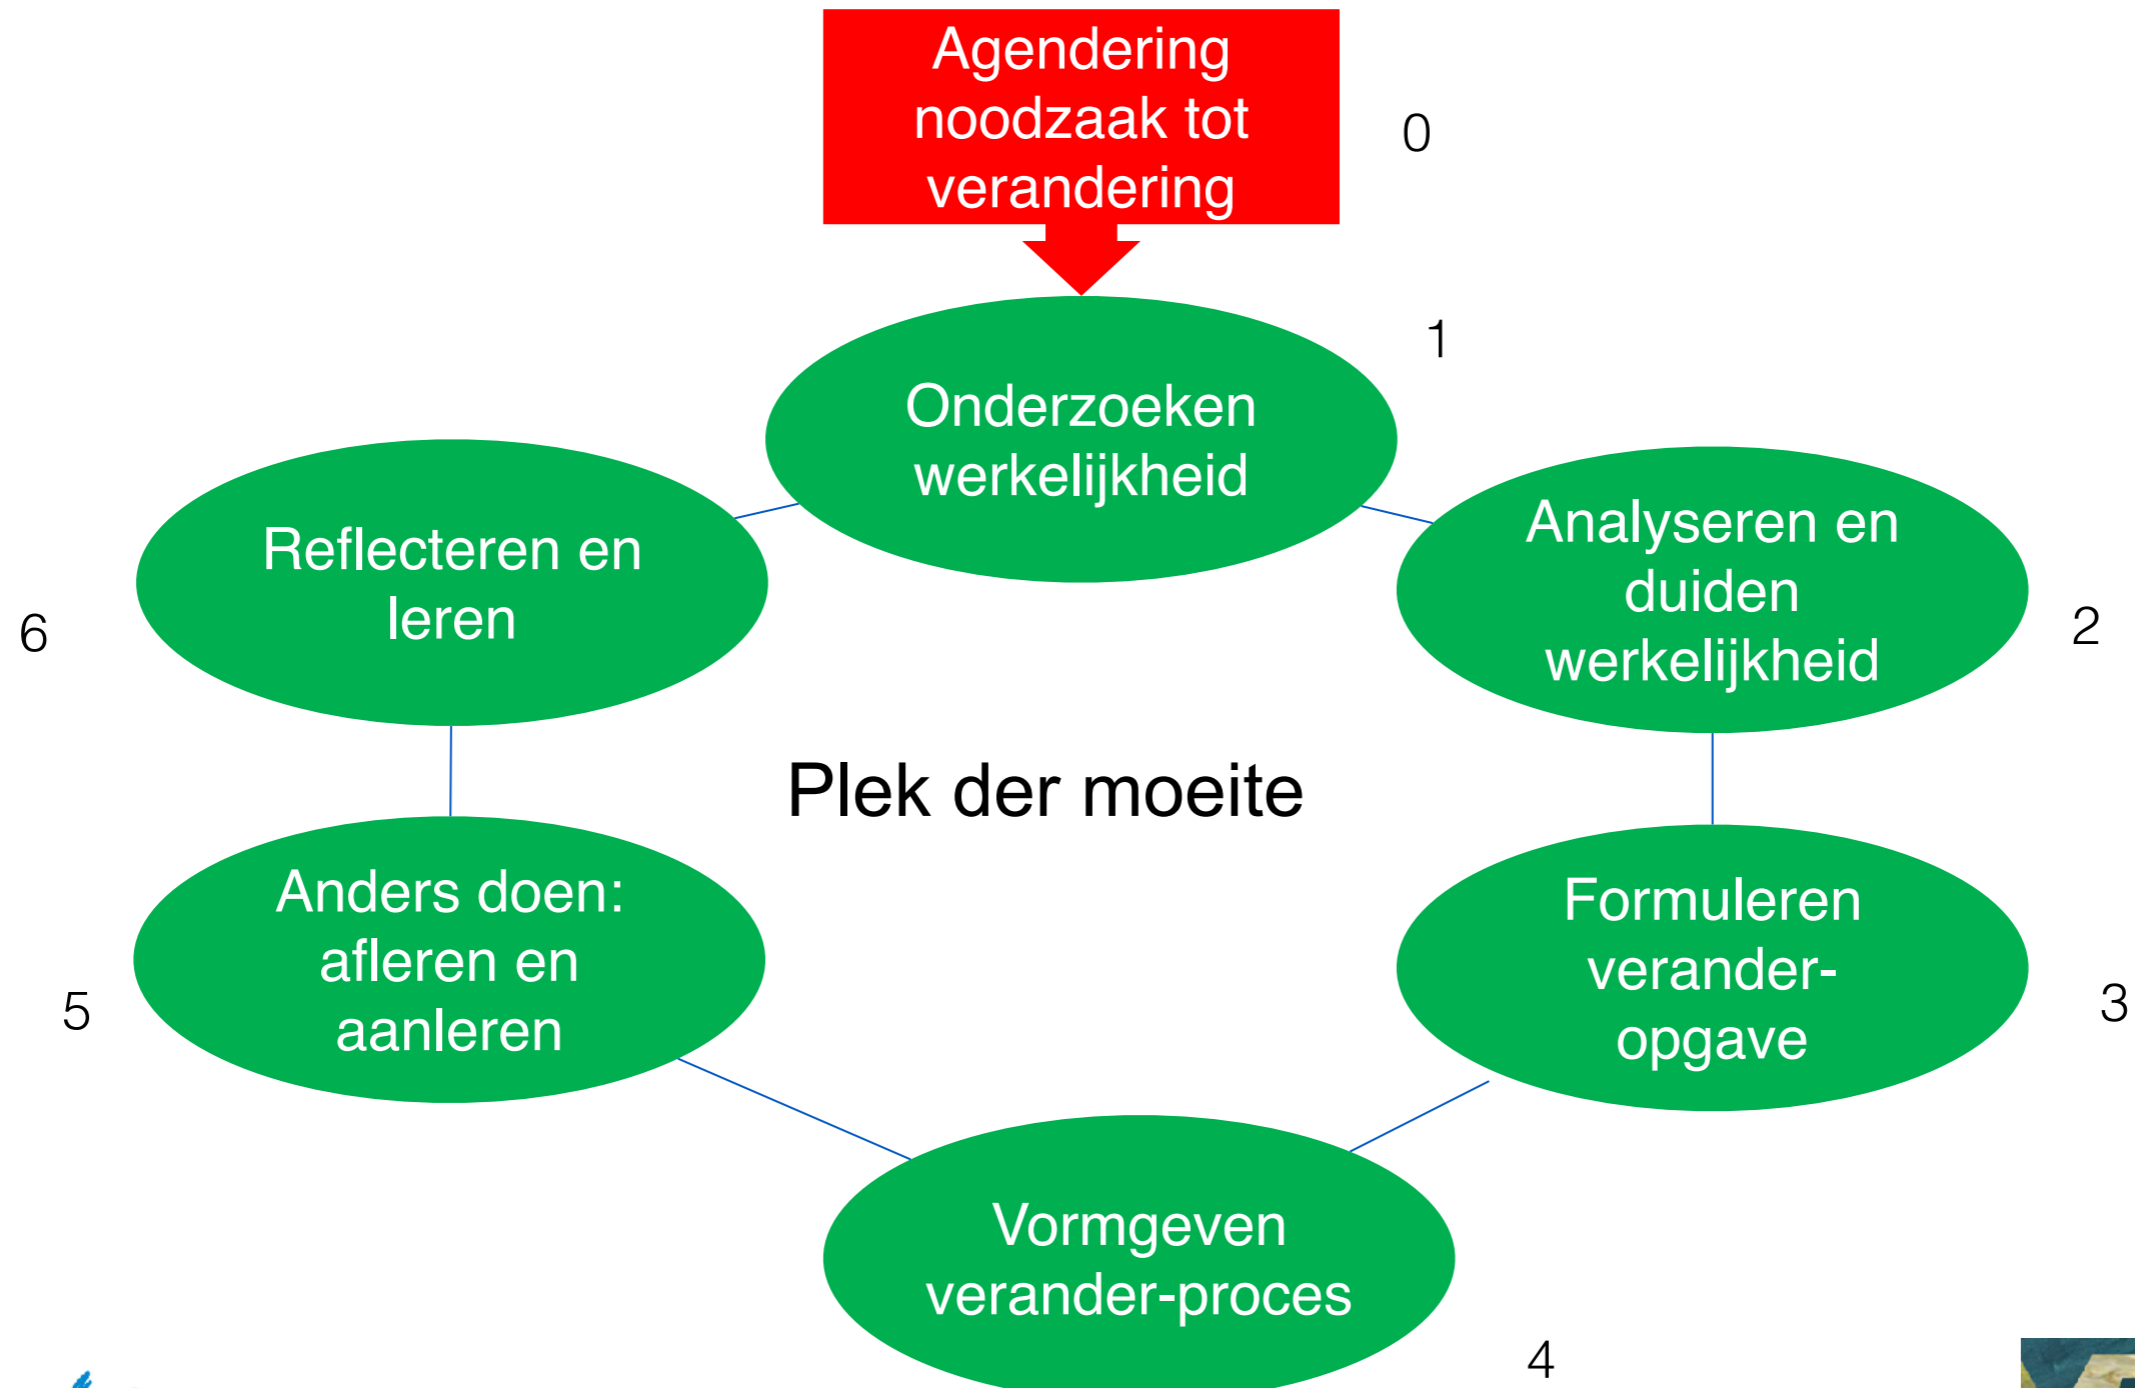 Agendering
noodzaak tot
verandering
0
1
Onderzoeken
werkelijkheid
Analyseren en
duiden
werkelijkheid
2
Reflecteren en
leren
6
Plek der moeite
Anders doen:
afleren en
aanleren
5
Formuleren
verander-
opgave
3
Vormgeven
verander-proces
4